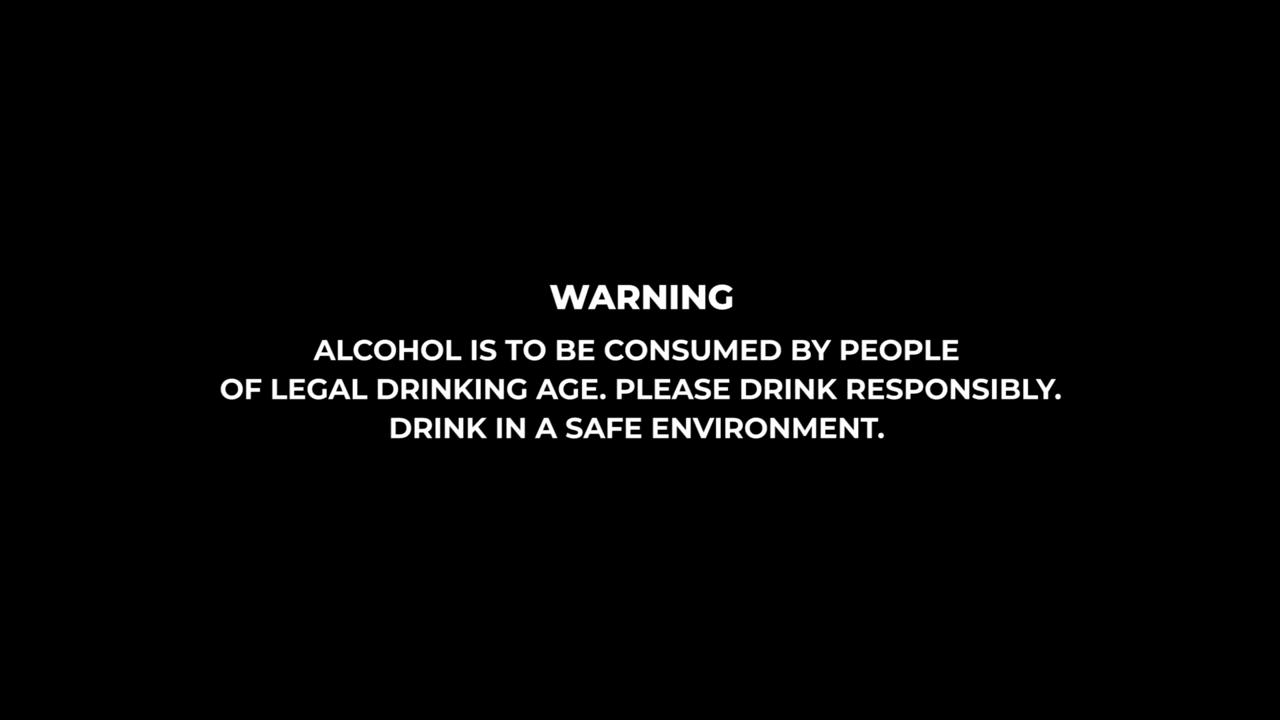 WARNING
ALCOHOL IS TO BE CONSUMED BY PEOPLE
OF LEGAL DRINKING AGE. PLEASE DRINK RESPONSIBLY.
DRINK IN A SAFE ENVIRONMENT.